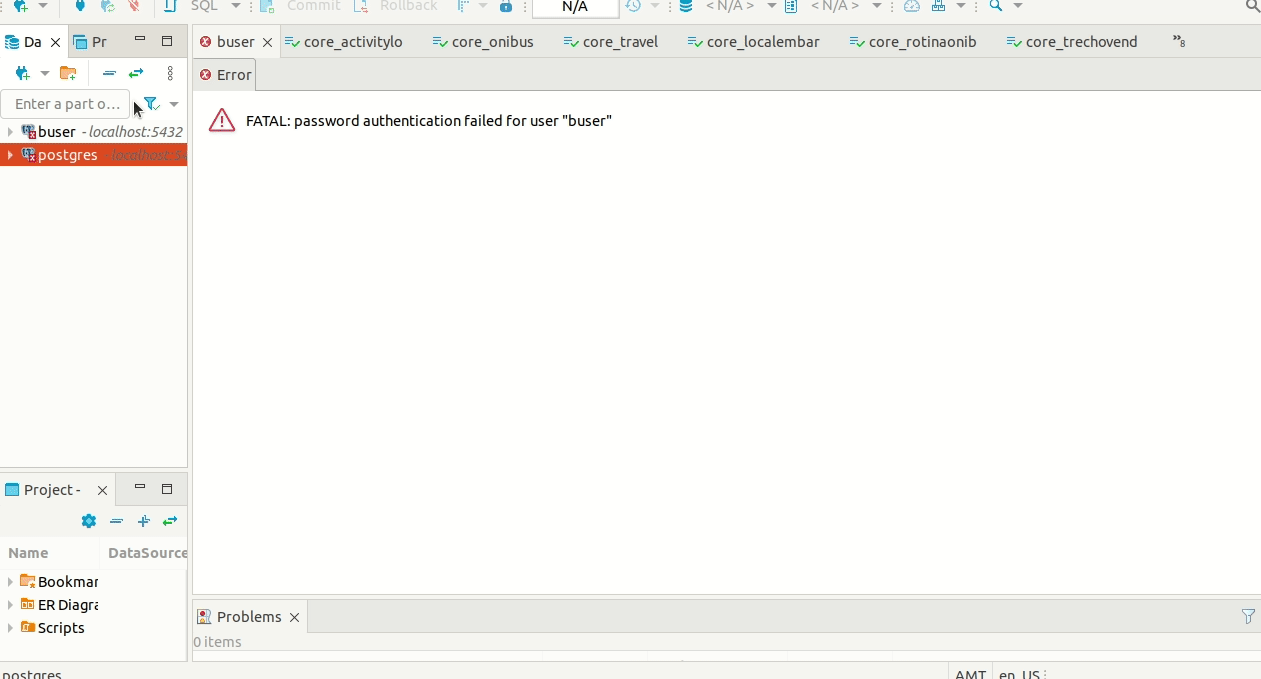 SQL Commit Rollback N/A < N/A > < N/A >
Da Pr
buser core_activitylo core_onibus core_travel core_localembar core_rotinaonib core_trechovend »8
Error
Enter a part o...
FATAL: password authentication failed for user "buser"
buser - localhost:5432
postgres
Project -
Name DataSource
Bookmar
ER Diagra
Scripts
Problems
0 items
postgres AMT en_US